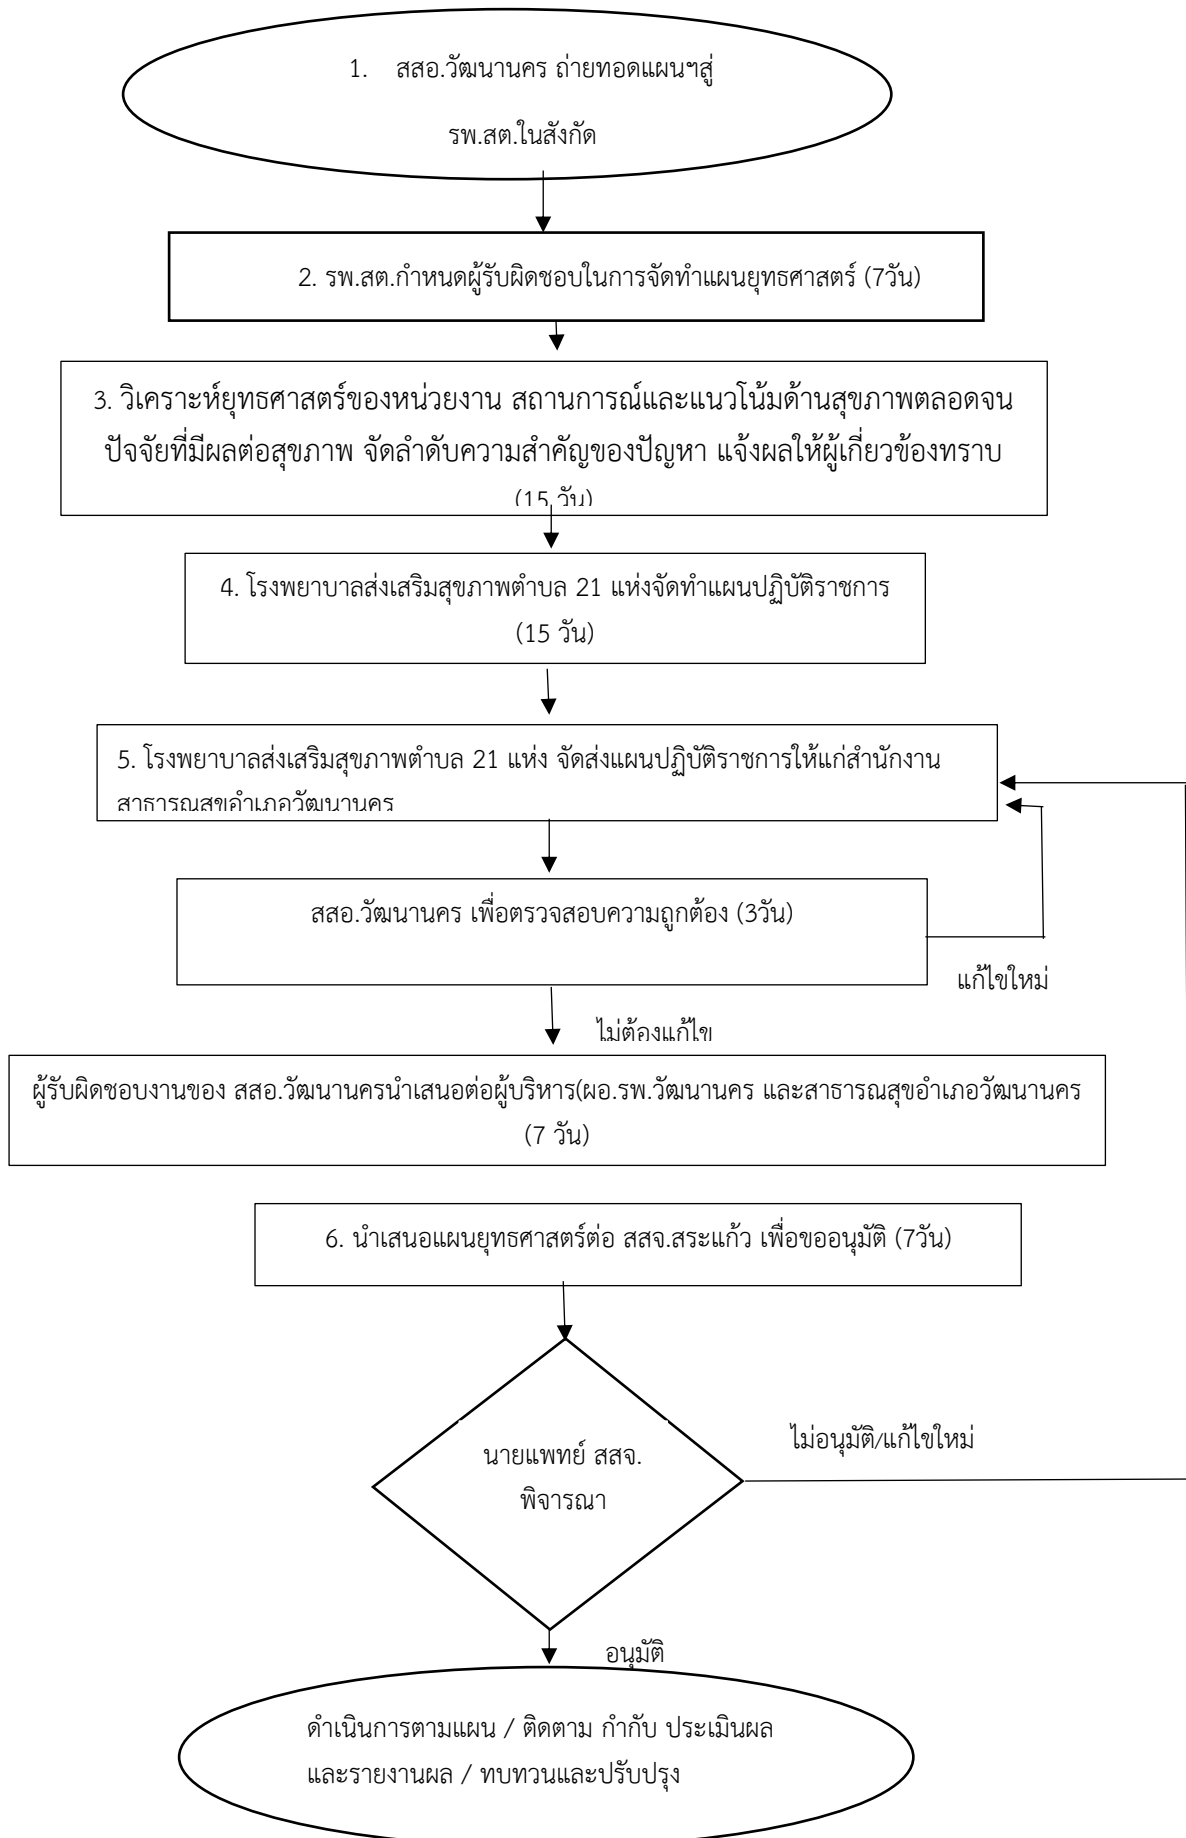 1. สสอ.วัฒนานคร ถ่ายทอดแผนฯสู่
รพ.สต.ในสังกัด
2. รพ.สต.กำหนดผู้รับผิดชอบในการจัดทำแผนยุทธศาสตร์ (7วัน)
3. วิเคราะห์ยุทธศาสตร์ของหน่วยงาน สถานการณ์และแนวโน้มด้านสุขภาพตลอดจน
ปัจจัยที่มีผลต่อสุขภาพ จัดลำดับความสำคัญของปัญหา แจ้งผลให้ผู้เกี่ยวข้องทราบ
(15 วัน)
4. โรงพยาบาลส่งเสริมสุขภาพตำบล 21 แห่งจัดทำแผนปฏิบัติราชการ
(15 วัน)
5. โรงพยาบาลส่งเสริมสุขภาพตำบล 21 แห่ง จัดส่งแผนปฏิบัติราชการให้แก่สำนักงาน
สาธารณสุขอำเภอวัฒนานคร
สสอ.วัฒนานคร เพื่อตรวจสอบความถูกต้อง (3วัน)
แก้ไขใหม่
ไม่ต้องแก้ไข
ผู้รับผิดชอบงานของ สสอ.วัฒนานครนำเสนอต่อผู้บริหาร(ผอ.รพ.วัฒนานคร และสาธารณสุขอำเภอวัฒนานคร
(7 วัน)
6. นำเสนอแผนยุทธศาสตร์ต่อ สสจ.สระแก้ว เพื่อขออนุมัติ (7วัน)
ไม่อนุมัติ/แก้ไขใหม่
นายแพทย์ สสจ.
พิจารณา
อนุมัติ
ดำเนินการตามแผน / ติดตาม กำกับ ประเมินผล
และรายงานผล / ทบทวนและปรับปรุง